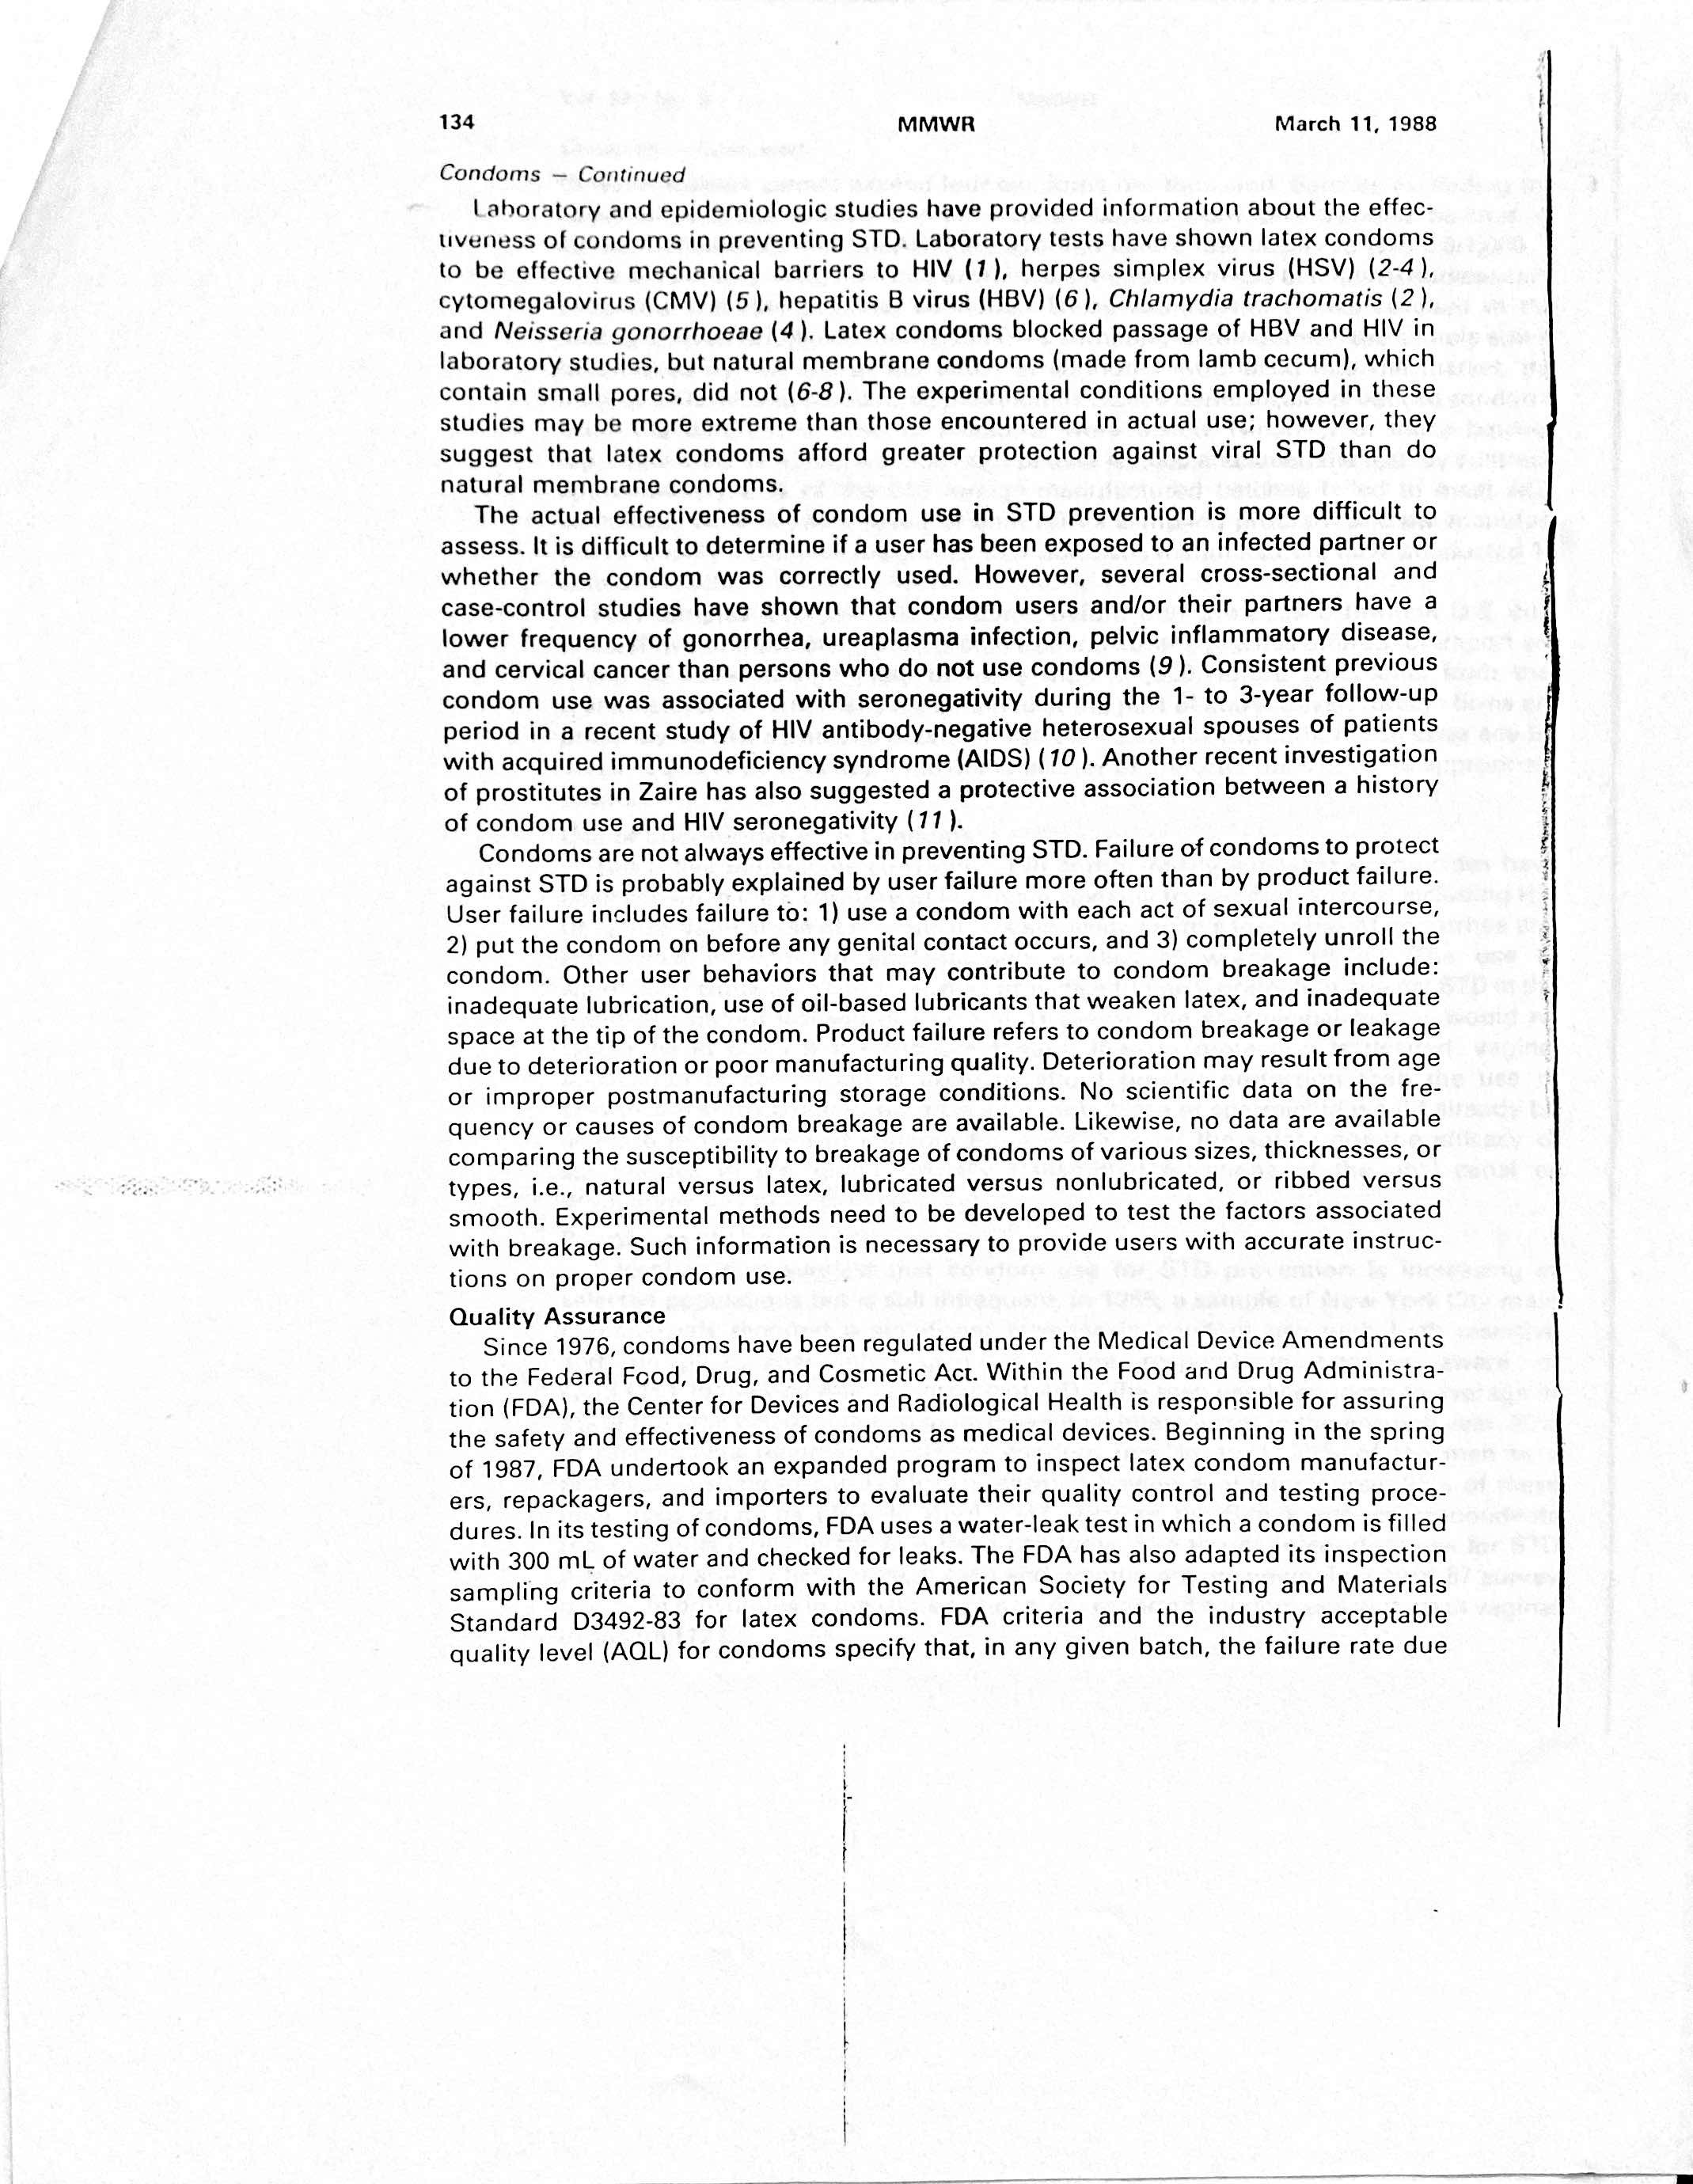 134 MMWR March 11, 1988
Condoms — Continued
Laboratory and epidemiologic studies have provided information about the effec-
tiveness of condoms in preventing STD. Laboratory tests have shown latex condoms
to be effective mechanical barriers to HIV (1), herpes simplex virus (HSV) (2-4),
cytomegalovirus (CMV) (5), hepatitis B virus (HBV) (6), Chlamydia trachomatis (2),
and Neisseria gonorrhoeae (4). Latex condoms blocked passage of HBV and HIV in
laboratory studies, but natural membrane condoms (made from lamb cecum), which
contain small pores, did not (6-8). The experimental conditions employed in these
studies may be more extreme than those encountered in actual use; however, they
suggest that latex condoms afford greater protection against viral STD than do
natural membrane condoms.
The actual effectiveness of condom use in STD prevention is more difficult to
assess. It is difficult to determine if a user has been exposed to an infected partner or
whether the condom was correctly used. However, several cross-sectional and
case-control studies have shown that condom users and/or their partners have a
lower frequency of gonorrhea, ureaplasma infection, pelvic inflammatory disease,
and cervical cancer than persons who do not use condoms (9). Consistent previous
condom use was associated with seronegativity during the 1- to 3-year follow-up
period in a recent study of HIV antibody-negative heterosexual spouses of patients
with acquired immunodeficiency syndrome (AIDS) (10). Another recent investigation
of prostitutes in Zaire has also suggested a protective association between a history
of condom use and HIV seronegativity (11).
Condoms are not always effective in preventing STD. Failure of condoms to protect
against STD is probably explained by user failure more often than by product failure.
User failure includes failure to: 1) use a condom with each act of sexual intercourse,
2) put the condom on before any genital contact occurs, and 3) completely unroll the
condom. Other user behaviors that may contribute to condom breakage include:
inadequate lubrication, use of oil-based lubricants that weaken latex, and inadequate
space at the tip of the condom. Product failure refers to condom breakage or leakage
due to deterioration or poor manufacturing quality. Deterioration may result from age
or improper postmanufacturing storage conditions. No scientific data on the fre-
quency or causes of condom breakage are available. Likewise, no data are available
comparing the susceptibility to breakage of condoms of various sizes, thicknesses, or
types, i.e., natural versus latex, lubricated versus nonlubricated, or ribbed versus
smooth. Experimental methods need to be developed to test the factors associated
with breakage. Such information is necessary to provide users with accurate instruc-
tions on proper condom use.
Quality Assurance
Since 1976, condoms have been regulated under the Medical Device Amendments
to the Federal Food, Drug, and Cosmetic Act. Within the Food and Drug Administra-
tion (FDA), the Center for Devices and Radiological Health is responsible for assuring
the safety and effectiveness of condoms as medical devices. Beginning in the spring
of 1987, FDA undertook an expanded program to inspect latex condom manufactur-
ers, repackagers, and importers to evaluate their quality control and testing proce-
dures. In its testing of condoms, FDA uses a water-leak test in which a condom is filled
with 300 mL of water and checked for leaks. The FDA has also adapted its inspection
sampling criteria to conform with the American Society for Testing and Materials
Standard D3492-83 for latex condoms. FDA criteria and the industry acceptable
quality level (AQL) for condoms specify that, in any given batch, the failure rate due